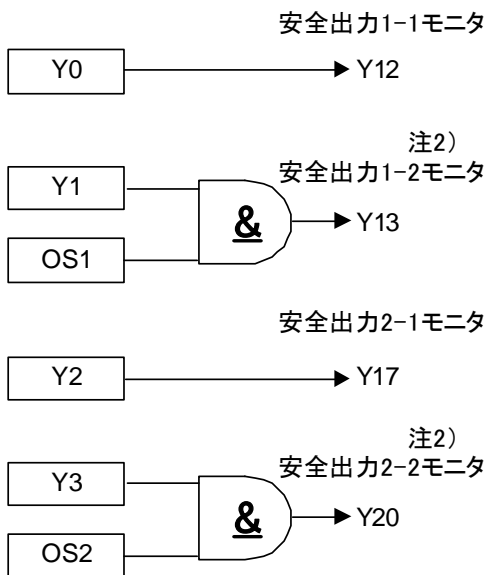 安全出力1-1モニタ
Y0
Y12
注2）
安全出力1-2モニタ
Y1
&
Y13
OS1
安全出力2-1モニタ
Y2
Y17
注2）
安全出力2-2モニタ
Y3
&
Y20
OS2